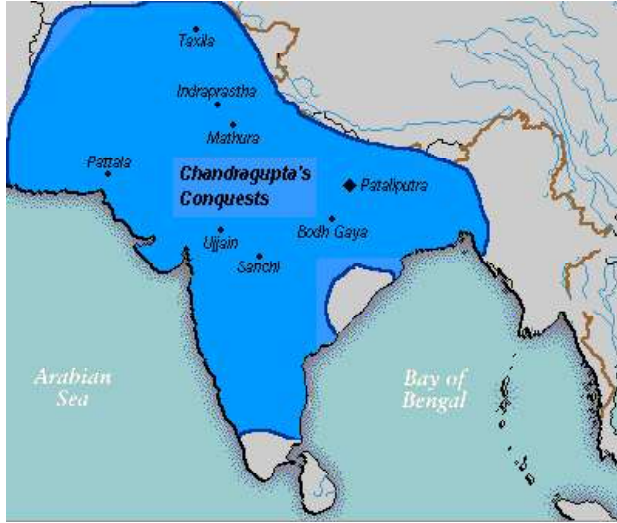 Taxila
Indraprastha
Mathura
Pattala
Chandragupta's
Conquests
Pataliputra
Bodh Gaya
Ujjain
Sanchi
Arabian
Sea
Bay of
Bengal